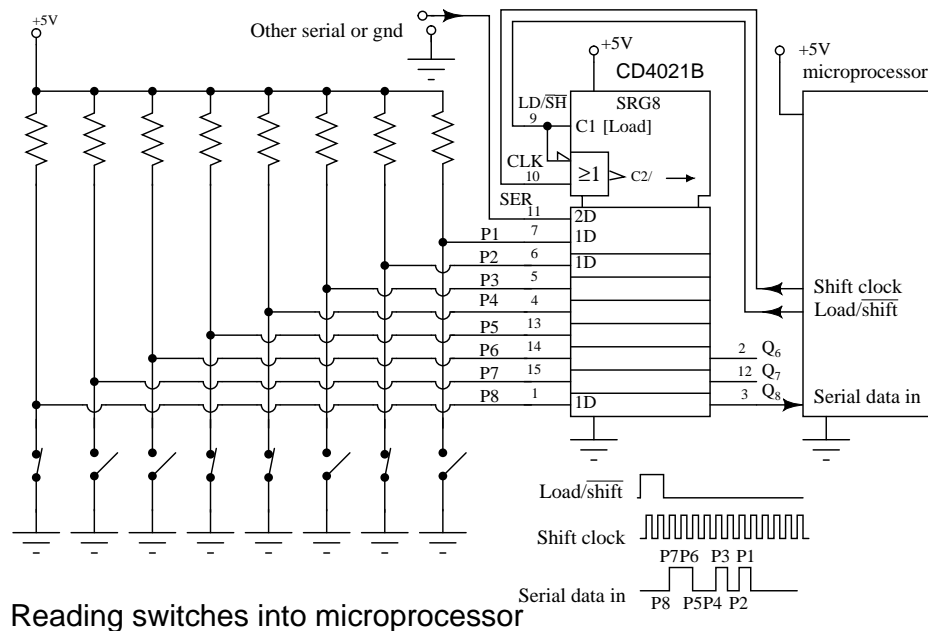 +5V
Other serial or gnd
+5V
+5V
CD4021B
microprocessor
LD/SH
SRG8
9
C1 [Load]
CLK
≥1
C2/
10
SER
11
2D
P1
7
1D
P2
6
1D
P3
5
Shift clock
P4
4
Load/shift
P5
13
P6
14
2
Q6
P7
15
12
Q7
P8
1
1D
3
Q8
Serial data in
Load/shift
Shift clock
P7P6
P3
P1
Serial data in
P8
P5P4
P2
Reading switches into microprocessor